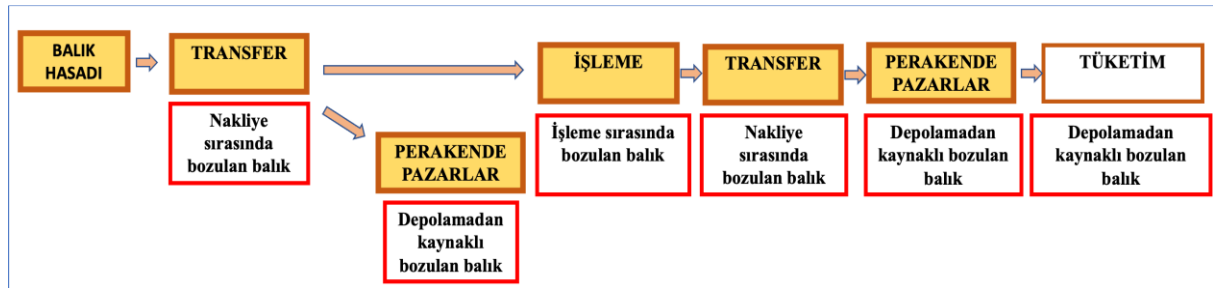 BALIK
HASADI
TRANSFER
Nakliye
sırasında
bozulan balık
PERAKENDE
PAZARLAR
Depolamadan
kaynaklı
bozulan balık
İŞLEME
İşleme sırasında
bozulan balık
TRANSFER
Nakliye
sırasında
bozulan balık
PERAKENDE
PAZARLAR
Depolamadan
kaynaklı bozulan
balık
TÜKETİM
Depolamadan
kaynaklı bozulan
balık